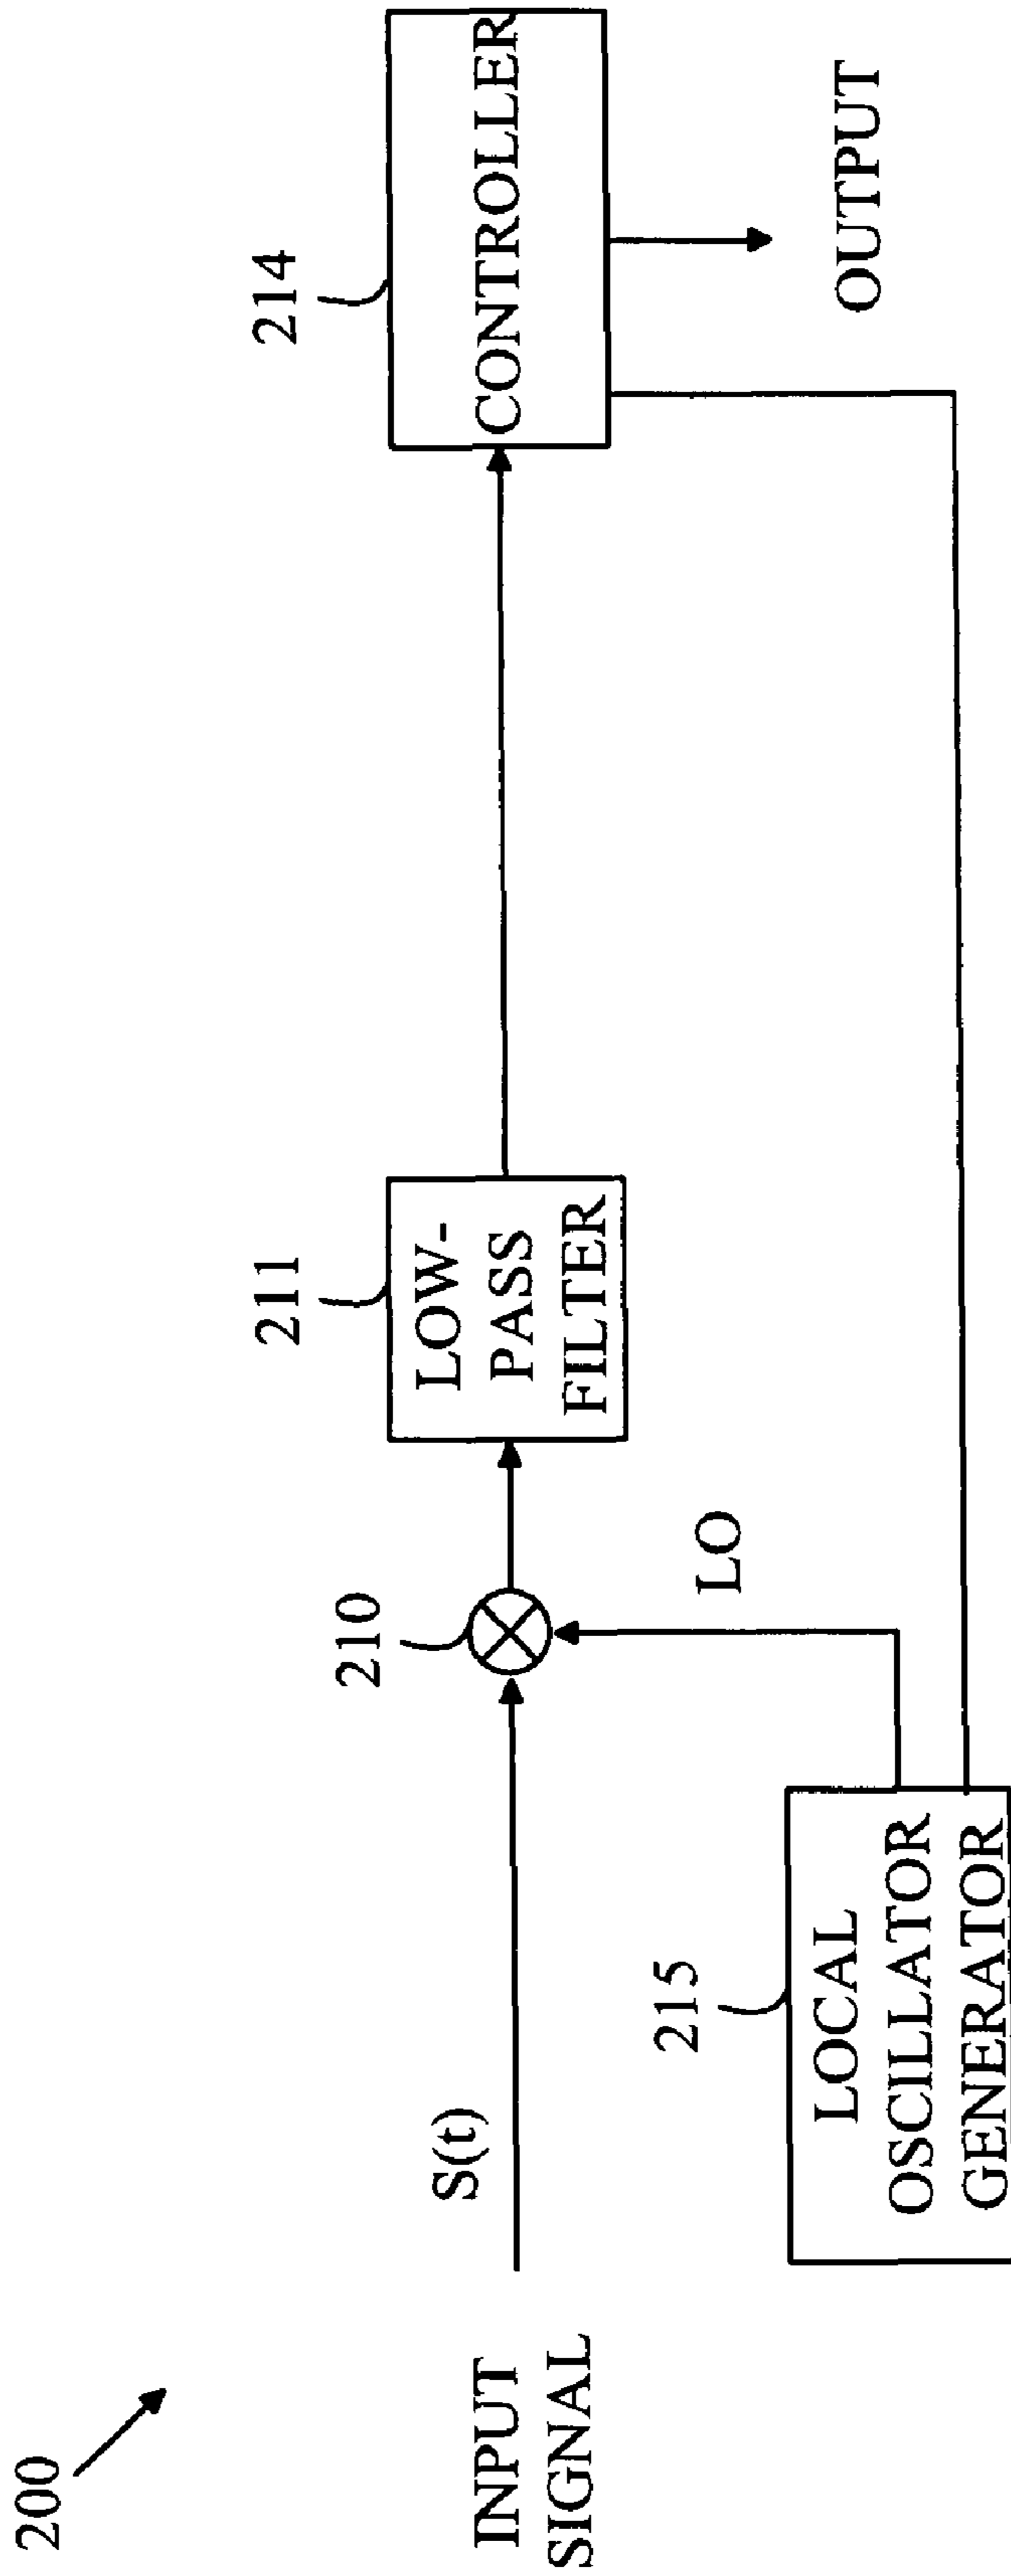 200
INPUT
SIGNAL
S(t)
210
211
LOW-
PASS
FILTER
214
CONTROLLER
OUTPUT
LO
215
LOCAL
OSCILLATOR
GENERATOR